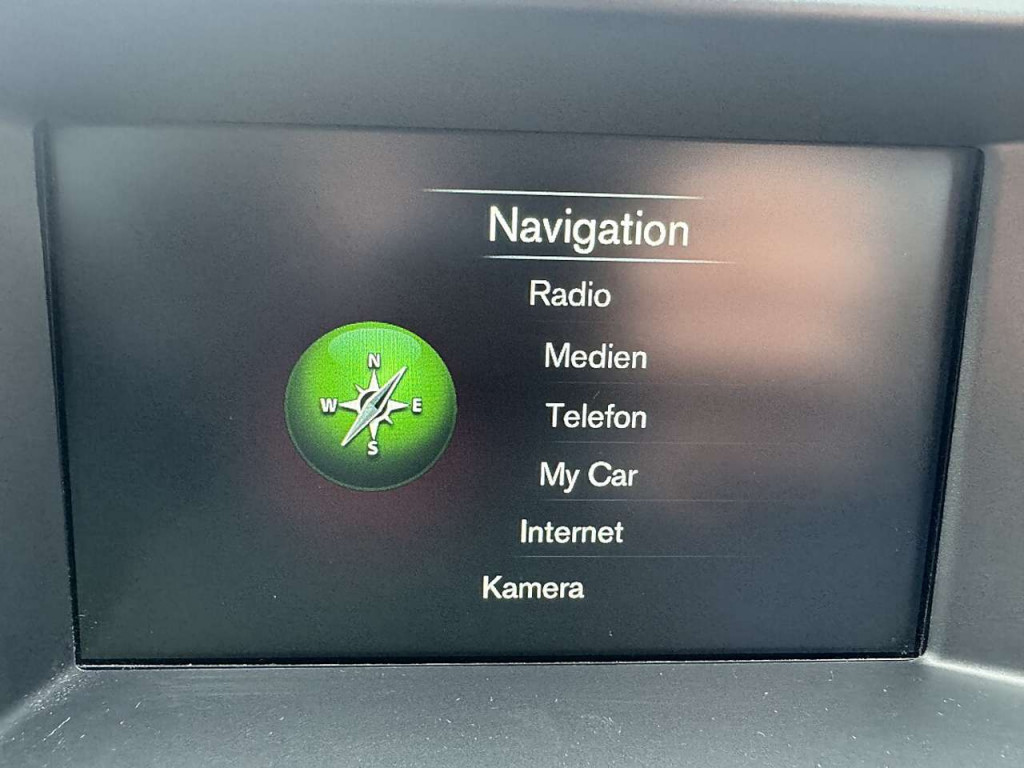 Navigation
Radio
Medien
Telefon
My Car
Internet
Kamera
N
W E
S